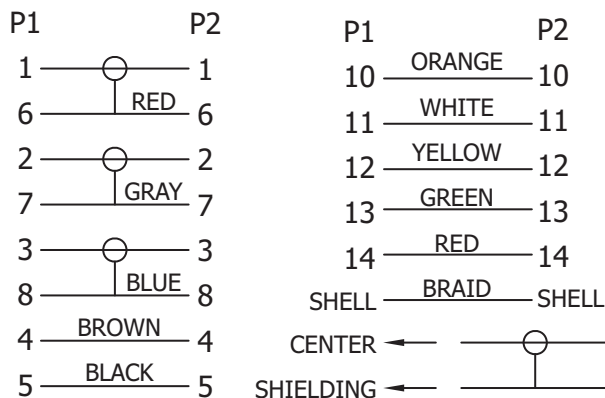 P1 P2
1 1
6 RED 6
2 2
7 GRAY 7
3 3
8 BLUE 8
4 BROWN 4
5 BLACK 5
P1 P2
10 ORANGE 10
11 WHITE 11
12 YELLOW 12
13 GREEN 13
14 RED 14
SHELL BRAID SHELL
CENTER
SHIELDING